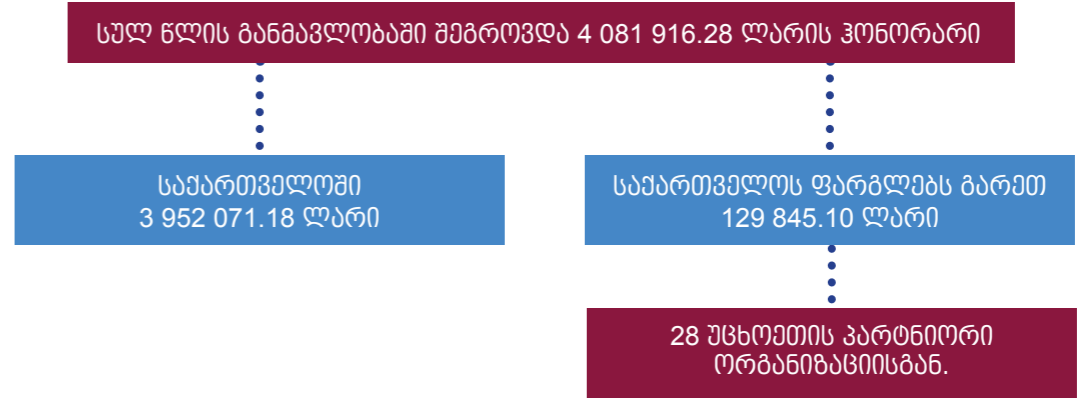 სულ წლის განმავლობაში შეგროვდა 4 081 916.28 ლარის ჰონორარი
საქართველოში
3 952 071.18 ლარი
საქართველოს ფარგლებს გარეთ
129 845.10 ლარი
28 უცხოეთის პარტნიორი
ორგანიზაციისგან.